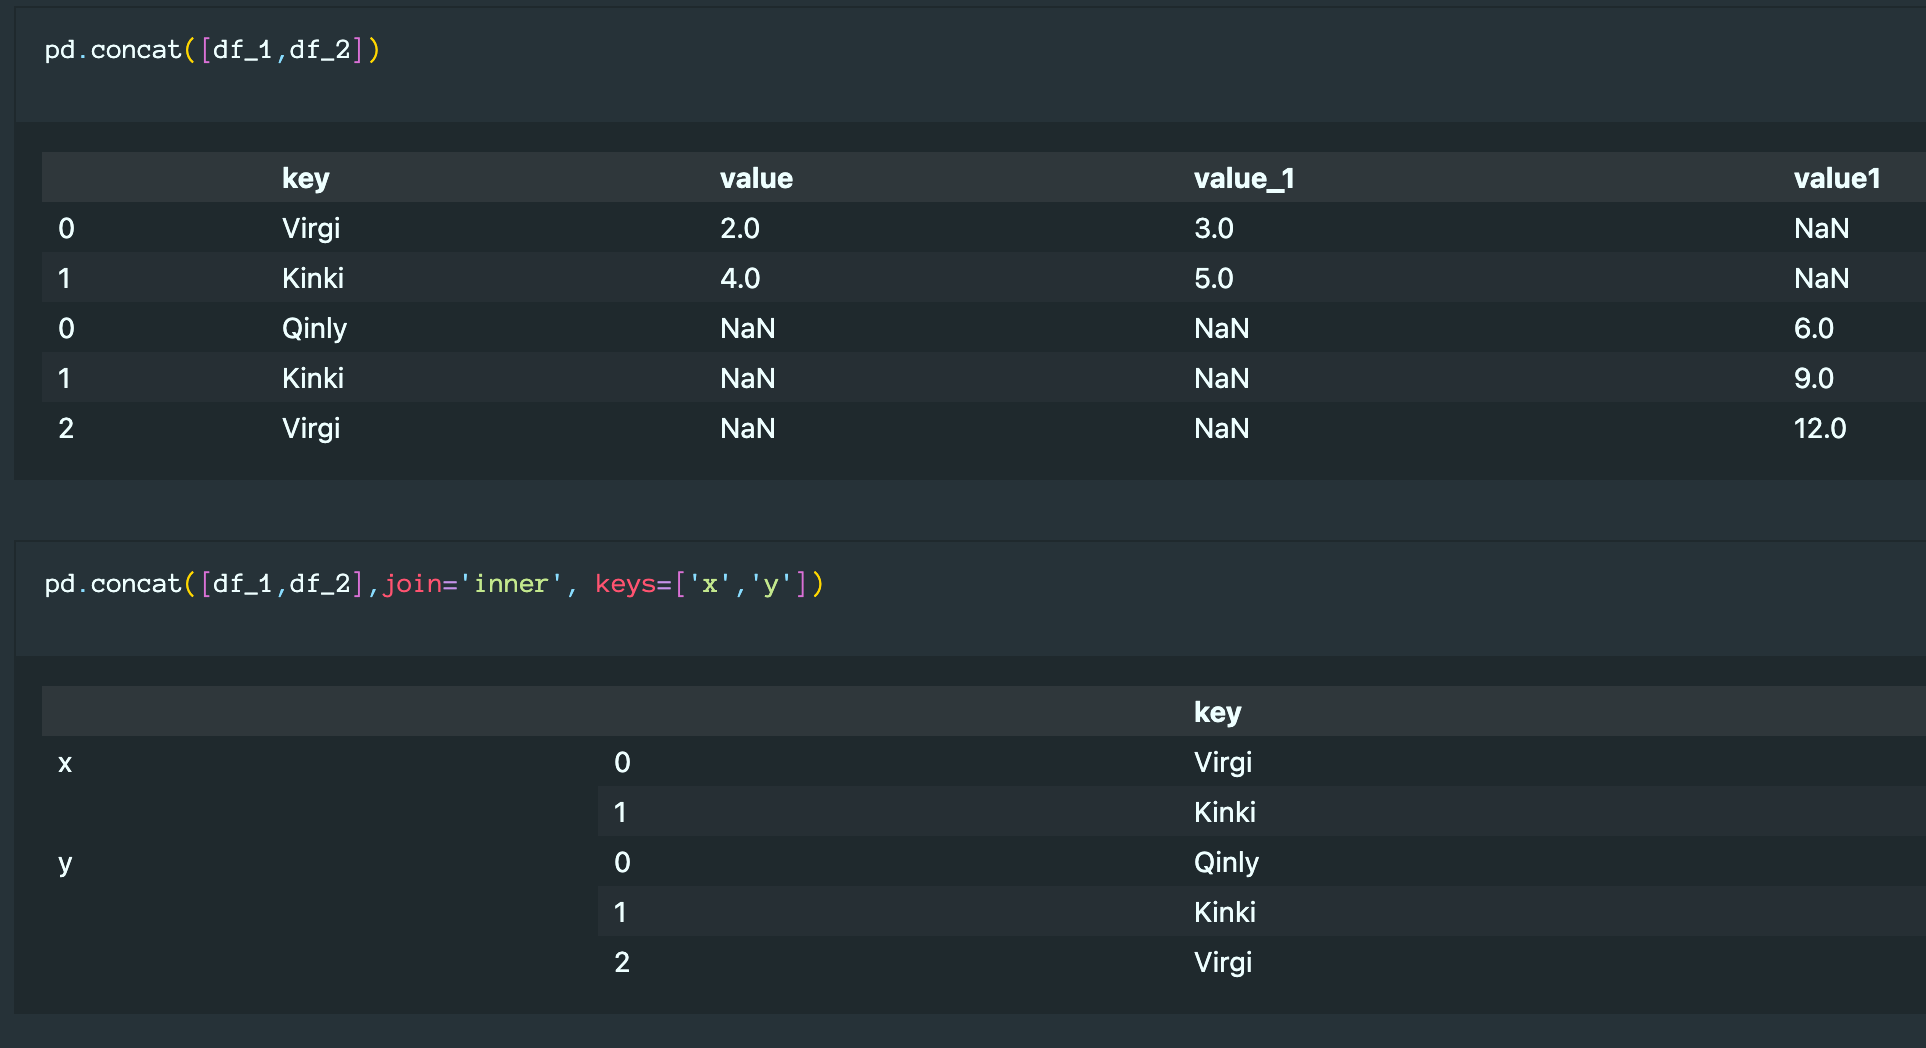 pd.concat([df_1,df_2])
key value value_1 value1
0 Virgi 2.0 3.0 NaN
1 Kinki 4.0 5.0 NaN
0 Qinly NaN NaN 6.0
1 Kinki NaN NaN 9.0
2 Virgi NaN NaN 12.0
pd.concat([df_1,df_2],join='inner', keys=['x','y'])
key
x 0 Virgi
1 Kinki
y 0 Qinly
1 Kinki
2 Virgi